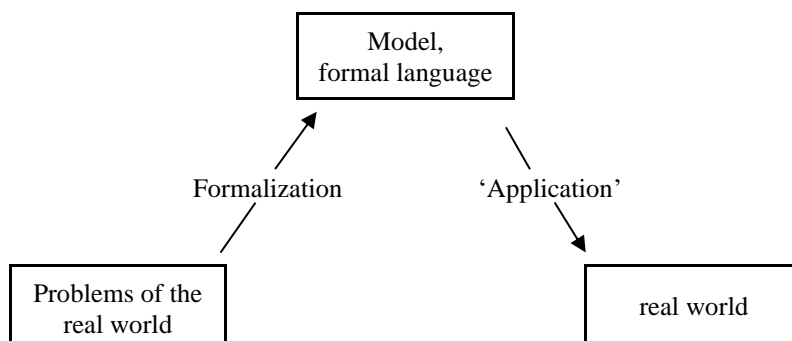 Model,
formal language
Formalization
‘Application’
Problems of the
real world
real world